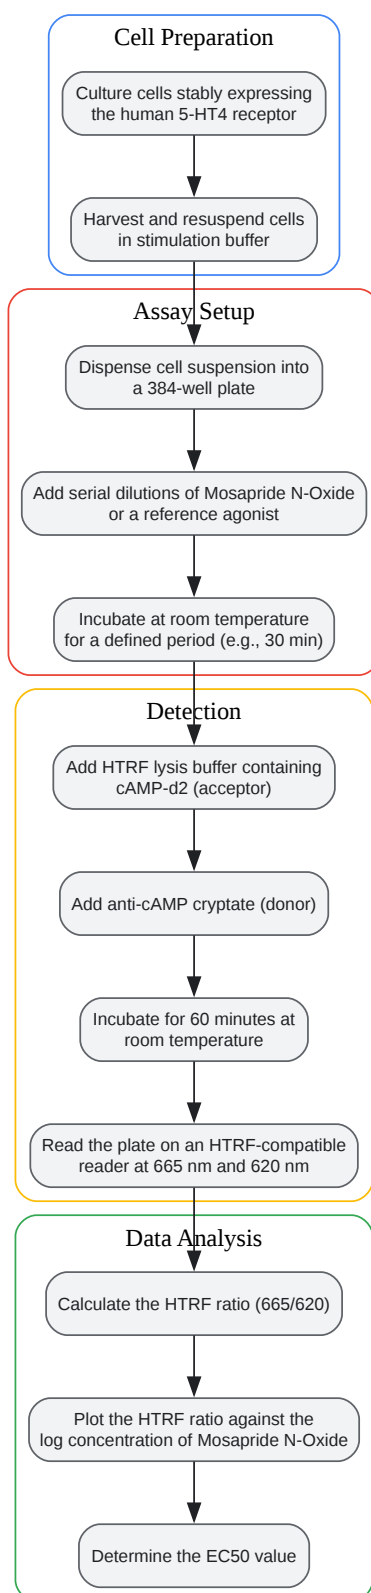 Cell Preparation
Culture cells stably expressing
the human 5-HT4 receptor
Harvest and resuspend cells
in stimulation buffer
Assay Setup
Dispense cell suspension into
a 384-well plate
Add serial dilutions of Mosapride N-Oxide
or a reference agonist
Incubate at room temperature
for a defined period (e.g., 30 min)
Detection
Add HTRF lysis buffer containing
cAMP-d2 (acceptor)
Add anti-cAMP cryptate (donor)
Incubate for 60 minutes at
room temperature
Read the plate on an HTRF-compatible
reader at 665 nm and 620 nm
Data Analysis
Calculate the HTRF ratio (665/620)
Plot the HTRF ratio against the
log concentration of Mosapride N-Oxide
Determine the EC50 value